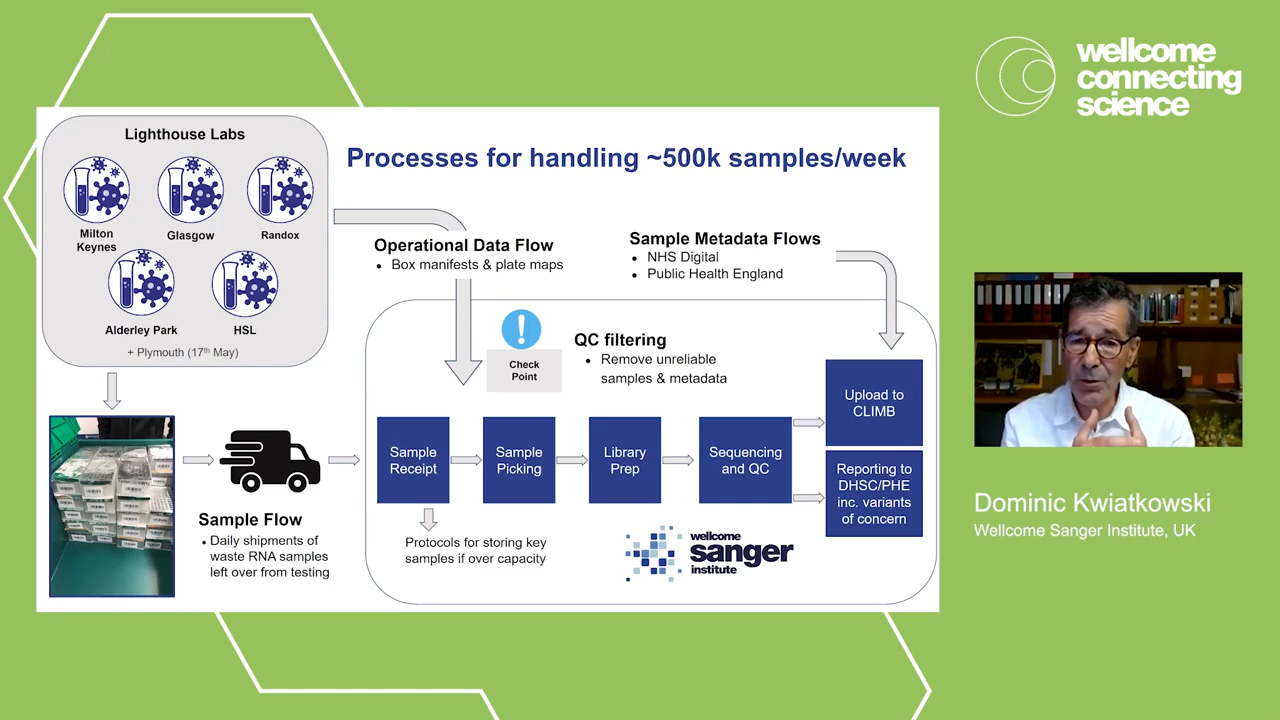 wellcome
connecting
science
Lighthouse Labs
Milton
Keynes
Glasgow
Randox
Alderley Park
HSL
+ Plymouth (17th May)
Processes for handling ~500k samples/week
Operational Data Flow
• Box manifests & plate maps
Sample Metadata Flows
• NHS Digital
• Public Health England
!
Check
Point
QC filtering
• Remove unreliable
samples & metadata
Sample Flow
• Daily shipments of
waste RNA samples
left over from testing
Sample
Receipt
Sample
Picking
Library
Prep
Sequencing
and QC
Upload to
CLIMB
Reporting to
DHSC/PHE
inc. variants
of concern
Protocols for storing key
samples if over capacity
wellcome
sanger
institute
Dominic Kwiatkowski
Wellcome Sanger Institute, UK